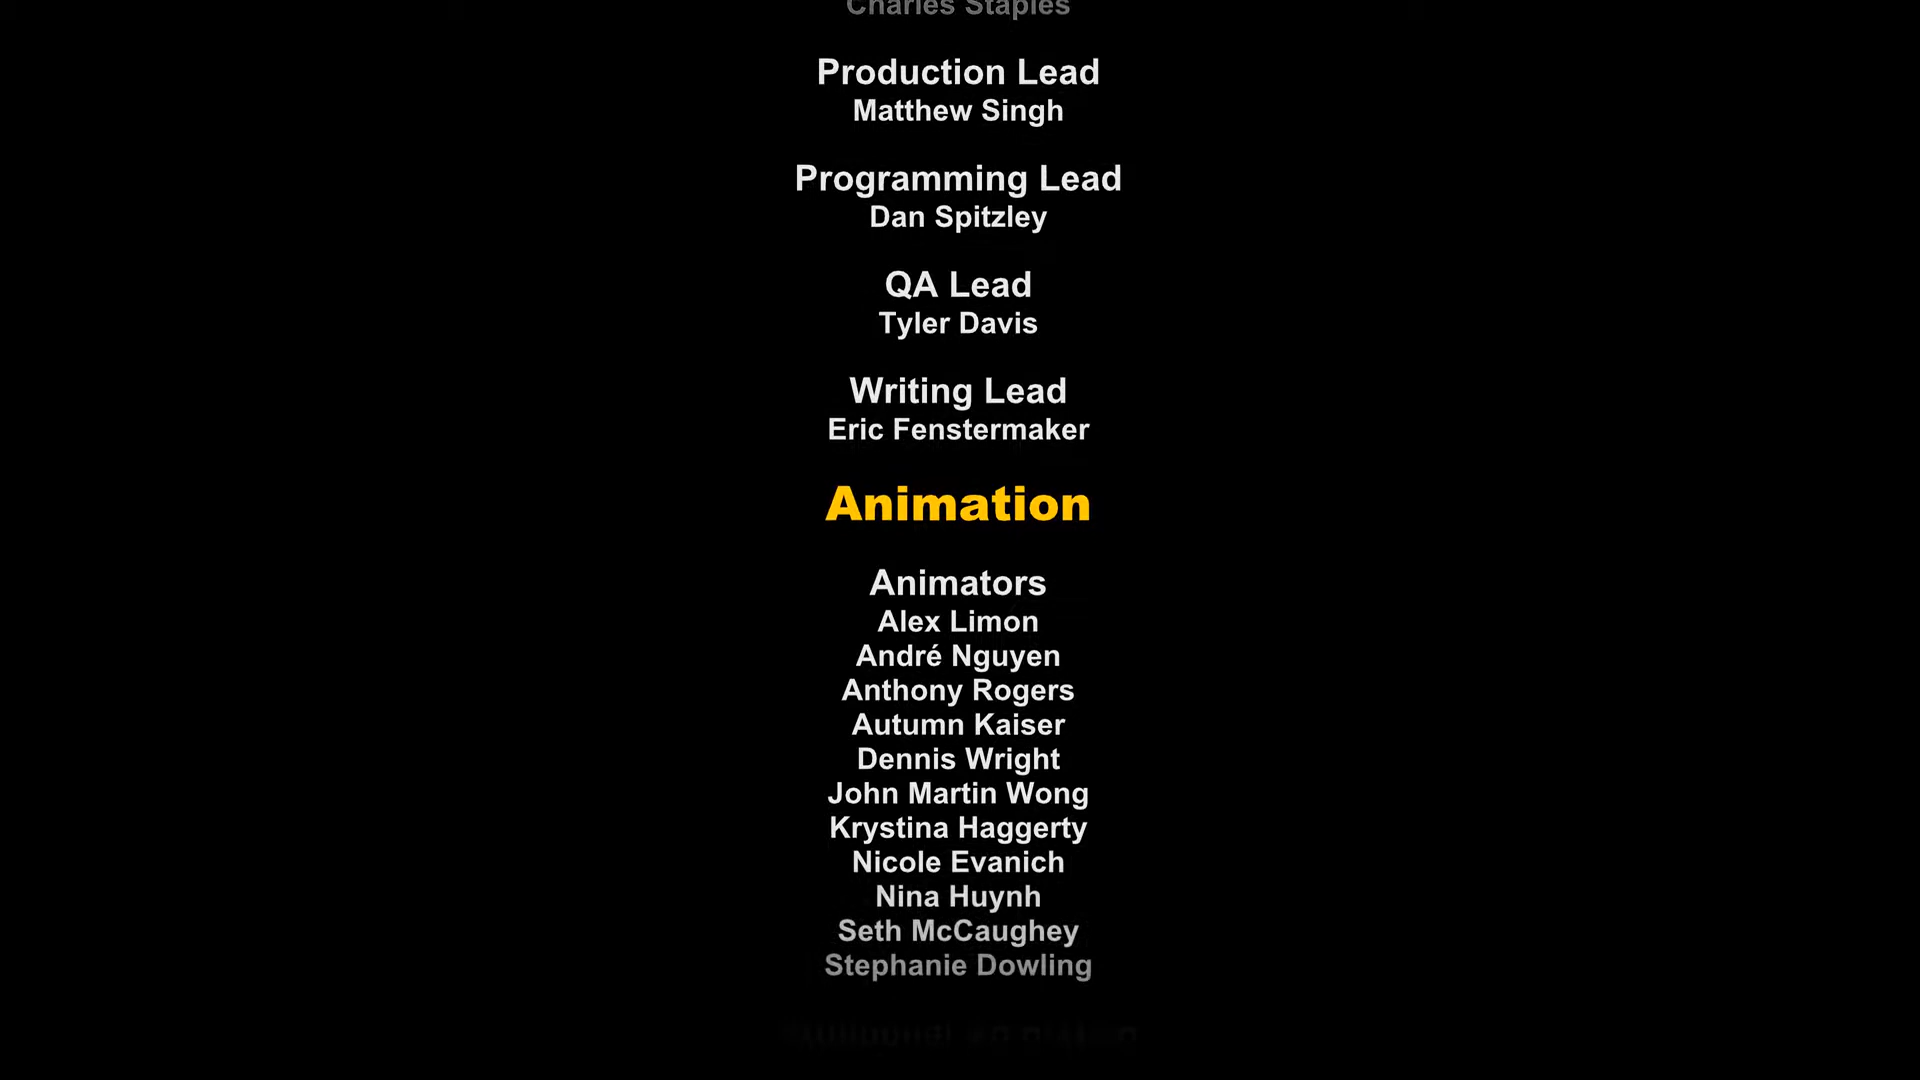 Charles Staples
Production Lead
Matthew Singh
Programming Lead
Dan Spitzley
QA Lead
Tyler Davis
Writing Lead
Eric Fenstermaker
Animation
Animators
Alex Limon
André Nguyen
Anthony Rogers
Autumn Kaiser
Dennis Wright
John Martin Wong
Krystina Haggerty
Nicole Evanich
Nina Huynh
Seth McCaughey
Stephanie Dowling